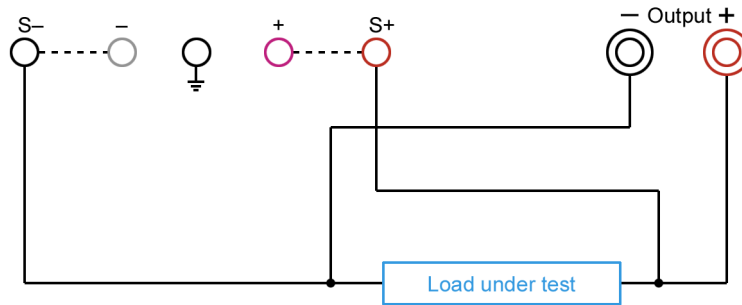 S– – + S+ – Output +
Load under test